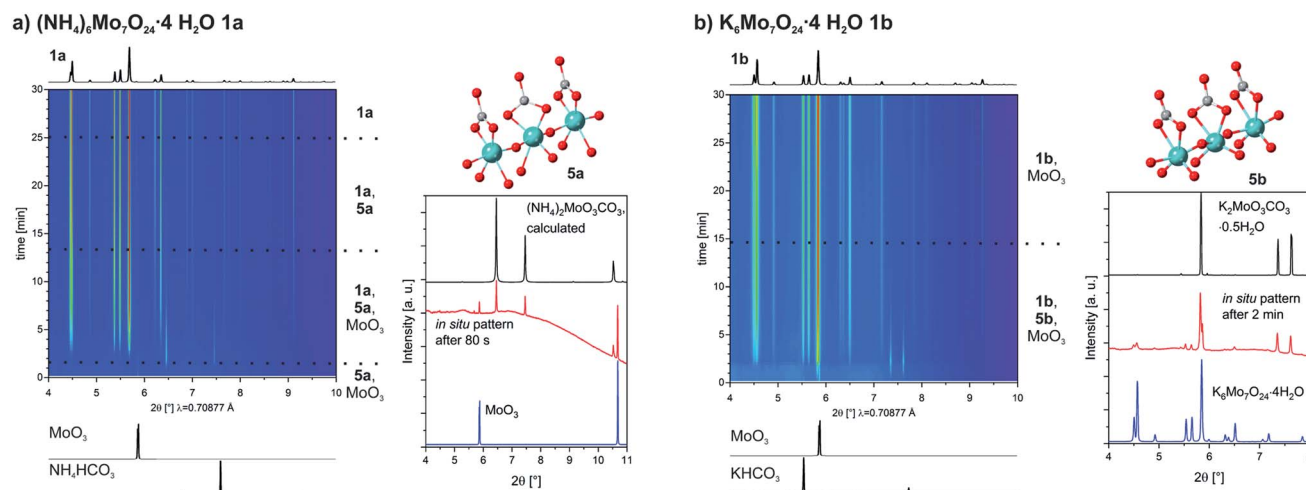 a) (NH₄)₆Mo₇O₂₄·4 H₂O 1a
1a
30
25
20
15
10
5
0
time [min]
4 5 6 7 8 9 10
2θ [°] λ=0.70877 Å
1a
1a,
5a
1a,
5a,
MoO₃
5a,
MoO₃
MoO₃
NH₄HCO₃
5a
(NH₄)₂MoO₃CO₃,
calculated
in situ pattern
after 80 s
MoO₃
Intensity [a. u.]
4 5 6 7 8 9 10 11
2θ [°]
b) K₆Mo₇O₂₄·4 H₂O 1b
1b
30
25
20
15
10
5
0
time [min]
4 5 6 7 8 9 10
2θ [°] λ=0.70877 Å
1b,
MoO₃
1b,
5b,
MoO₃
MoO₃
KHCO₃
5b
K₂MoO₃CO₃
·0.5H₂O
in situ pattern
after 2 min
K₆Mo₇O₂₄·4H₂O
Intensity [a. u.]
4 5 6 7 8
2θ [°]